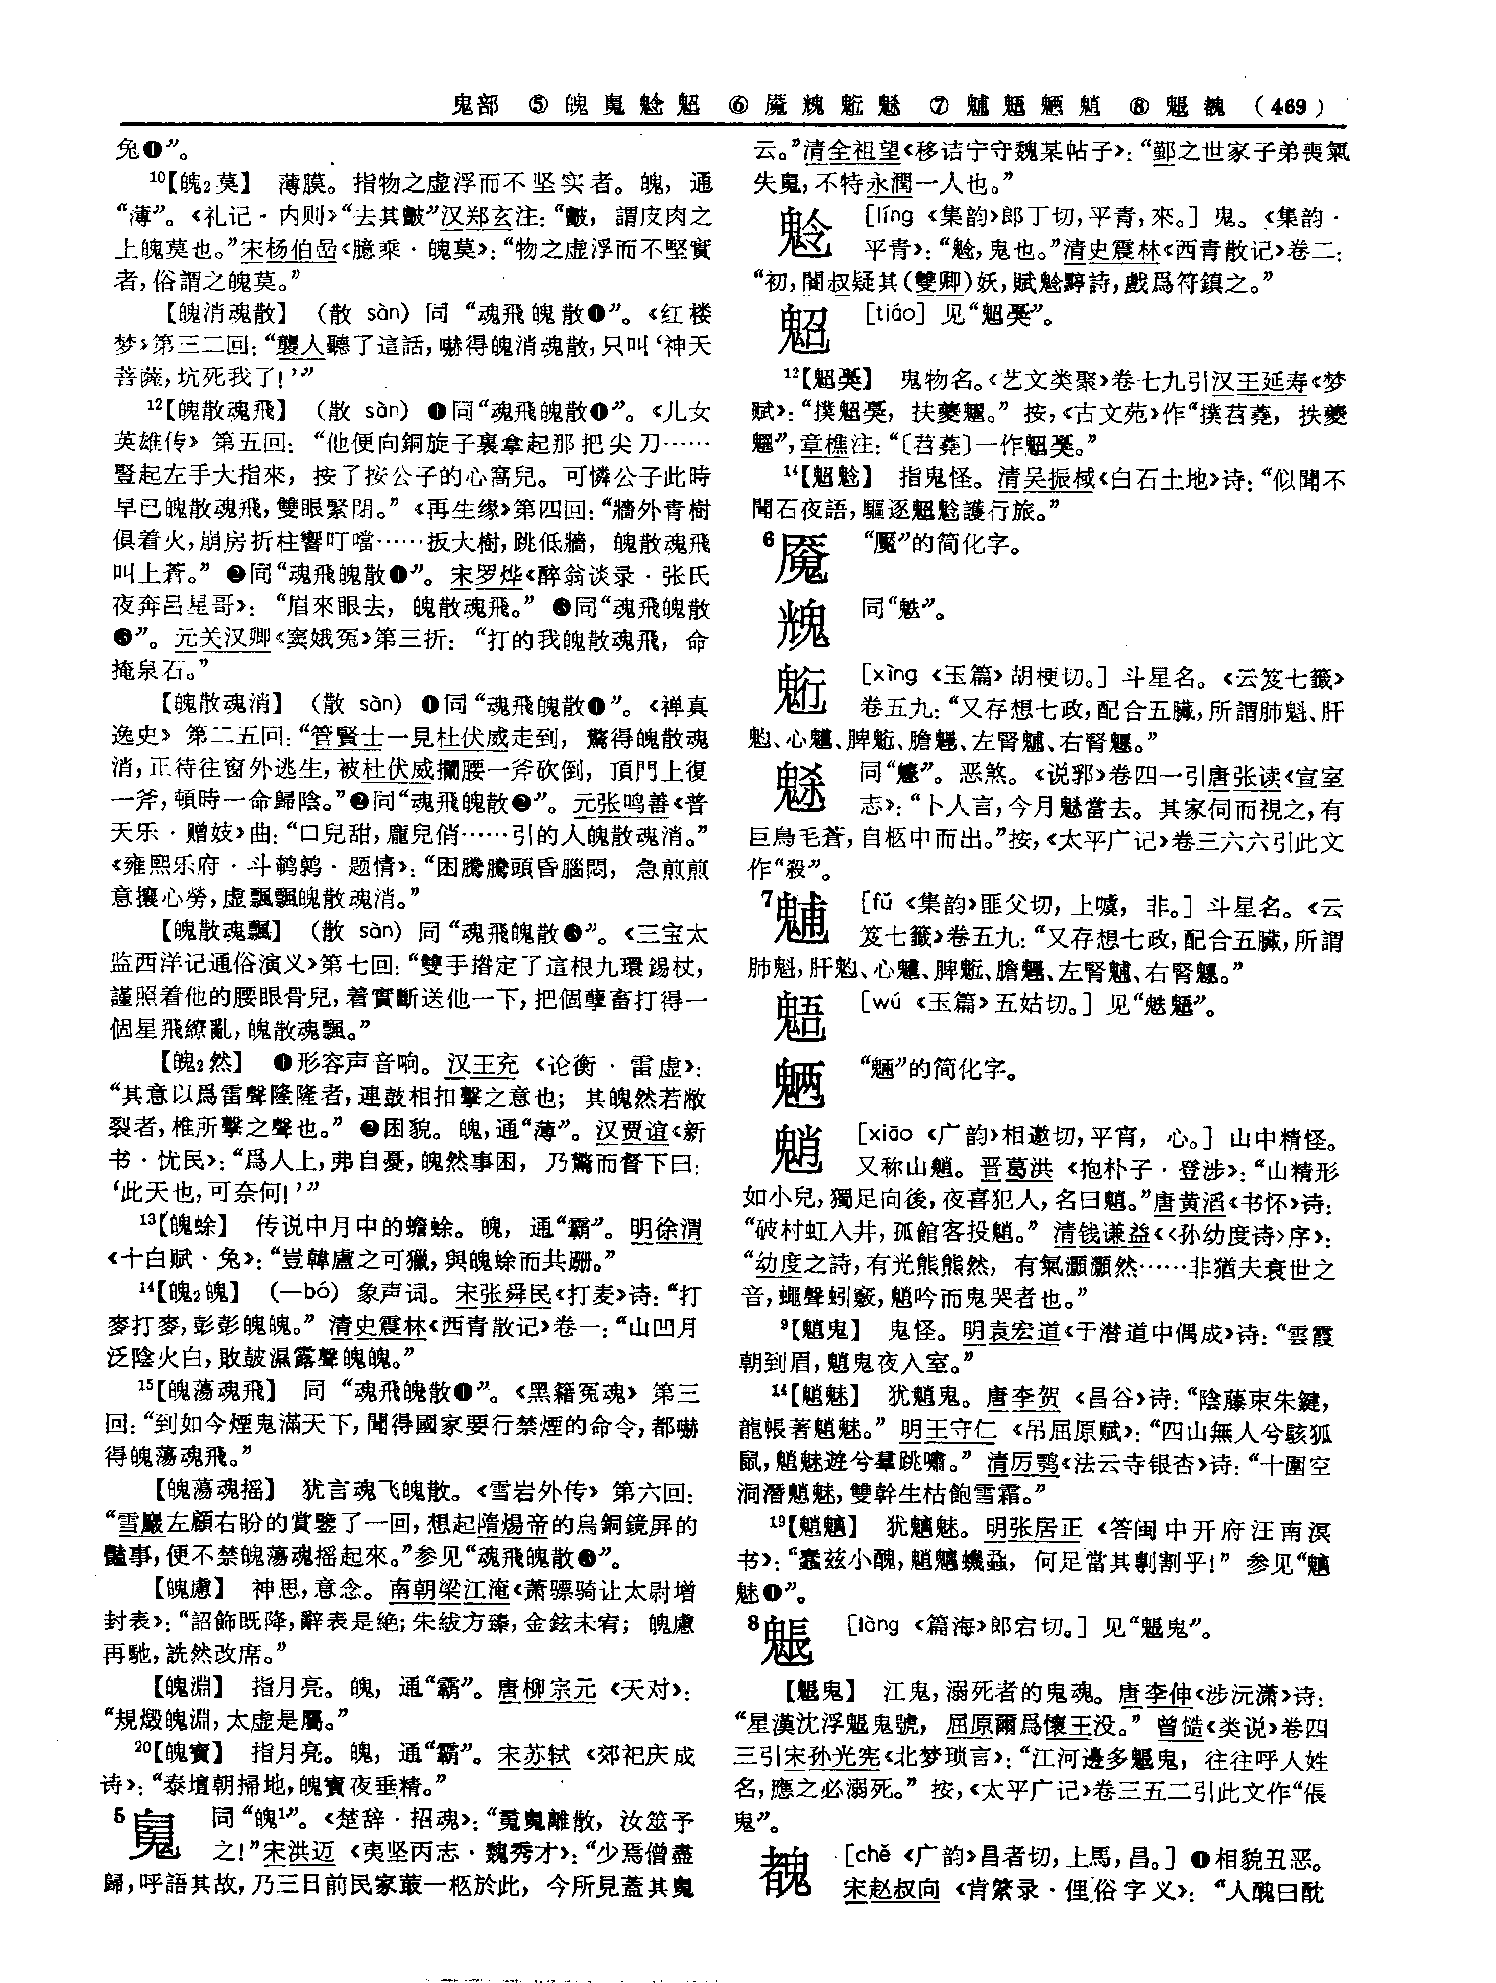 鬼部 ⑤ 魄 䰟 魿 䰩 ⑥ 魇 䰧 䰢 𩲵 ⑦ 䰺 䰸 魉 魈 ⑧ 䰶 䰩 (469)
兔❶”。
¹⁰【魄₂莫】 薄膜。指物之虚浮而不坚实者。魄，通
“薄”。《礼记·内则》“去其皽”汉郑玄注：“皽，謂皮肉之
上魄莫也。”宋杨伯嵒《臆乘·魄莫》：“物之虚浮而不堅實
者，俗謂之魄莫。”
【魄消魂散】 （散 sàn） 同 “魂飛魄散❶”。《红楼
梦》第三二回：“襲人聽了這話，嚇得魄消魂散，只叫‘神天
菩薩，坑死我了！’”
¹²【魄散魂飛】 （散 sàn） ❶同“魂飛魄散❶”。《儿女
英雄传》 第五回： “他便向銅旋子裏拿起那把尖刀……
豎起左手大指來，按了按公子的心窩兒。可憐公子此時
早已魄散魂飛，雙眼緊閉。”《再生缘》第四回：“牆外青樹
俱着火，崩房折柱響叮噹……扳大樹，跳低牆，魄散魂飛
叫上蒼。” ❷同“魂飛魄散❶”。宋罗烨《醉翁谈录·张氏
夜奔吕星哥》：“眉來眼去，魄散魂飛。” ❸同“魂飛魄散
❸”。元关汉卿《窦娥冤》第三折：“打的我魄散魂飛，命
掩泉石。”
【魄散魂消】 （散 sàn） ❶同“魂飛魄散❶”。《禅真
逸史》 第二五回：“管賢士一見杜伏威走到，驚得魄散魂
消，正待往窗外逃生，被杜伏威攔腰一斧砍倒，頂門上復
一斧，頓時一命歸陰。”❷同“魂飛魄散❷”。元张鸣善《普
天乐·赠妓》曲：“口兒甜，龐兒俏……引的人魄散魂消。”
《雍熙乐府·斗鹌鹑·题情》：“困騰騰頭昏腦悶，急煎煎
意攘心勞，虚飄飄魄散魂消。”
【魄散魂飄】 （散 sàn） 同“魂飛魄散❸”。《三宝太
监西洋记通俗演义》第七回：“雙手揝定了這根九環錫杖，
謹照着他的腰眼骨兒，着實斷送他一下，把個孽畜打得一
個星飛繚亂，魄散魂飄。”
【魄₂然】 ❶形容声音响。汉王充《论衡·雷虚》：
“其意以爲雷聲隆隆者，連鼓相扣擊之意也；其魄然若敝
裂者，椎所擊之聲也。” ❷困貌。魄，通“薄”。汉贾谊《新
书·忧民》：“爲人上，弗自憂，魄然事困，乃驚而督下曰：
‘此天也，可奈何！’”
¹³【魄蜍】 传说中月中的蟾蜍。魄，通“霸”。明徐渭
《十白赋·兔》：“豈韓盧之可獵，與魄蜍而共跚。”
¹⁴【魄₂魄】 （—bó） 象声词。宋张舜民《打麦》诗：“打
麥打麥，彭彭魄魄。”清史震林《西青散记》卷一：“山凹月
泛陰火白，敢鼓濕露聲魄魄。”
¹⁵【魄蕩魂飛】 同 “魂飛魄散❶”。《黑籍冤魂》 第三
回：“到如今煙鬼滿天下，聞得國家要行禁煙的命令，都嚇
得魄蕩魂飛。”
【魄蕩魂摇】 犹言魂飞魄散。《雪岩外传》 第六回：
“雪巖左顧右盼的賞鑒了一回，想起隋煬帝的烏銅鏡屏的
豔事，便不禁魄蕩魂摇起來。”参见“魂飛魄散❸”。
【魄慮】 神思，意念。南朝梁江淹《萧骠骑让太尉增
封表》：“詔飾既降，辭表是絶；朱紱方臻，金鉉未宥；魄慮
再馳，詵然改席。”
【魄淵】 指月亮。魄，通“霸”。唐柳宗元《天对》：
“規燬魄淵，太虚是屬。”
²⁰【魄寶】 指月亮。魄，通“霸”。宋苏轼《郊祀庆成
诗》：“泰壇朝掃地，魄寶夜垂精。”
⁵䰟 同“魄¹”。《楚辞·招魂》：“䰟䰟離散，汝筮予
之！”宋洪迈《夷坚丙志·魏秀才》：“少焉僧盡
歸，呼語其故，乃三日前民家菆一柩於此，今所見蓋其䰟
云。”清全祖望《移诘宁守魏某帖子》：“鄞之世家子弟喪氣
失䰟，不特永潤一人也。”
魿 [líng 《集韵》郎丁切，平青，來。] 鬼。《集韵·
平青》：“魿，鬼也。”清史震林《西青散记》卷二：
“初，闇叔疑其（雙卿）妖，賦魿䴫詩，戲爲符鎮之。”
[tiáo] 见“䰩䰧”。
¹²【䰩䰧】 鬼物名。《艺文类聚》卷七九引汉王延寿《梦
赋》：“撲䰩䰧，扶夔魖。” 按，《古文苑》作“撲苕蕘，抶夔
魖”，章樵注：“〔苕蕘〕一作䰩䰧。”
¹⁴【䰩魿】 指鬼怪。清吴振棫《白石土地》诗：“似聞不
聞石夜語，驅逐䰩魿護行旅。”
⁶魇 “魘”的简化字。
同“魅”。
[xìng 《玉篇》胡梗切。] 斗星名。《云笈七籤》
卷五九：“又存想七政，配合五臟，所謂肺魁、肝
魡、心䰢、脾䰢、膽魒、左腎䰺、右腎魓。”
同“魕”。恶煞。《说郛》卷四一引唐张读《宣室
志》：“卜人言，今月煞當去。其家伺而視之，有
巨鳥毛蒼，自柩中而出。”按，《太平广记》卷三六六引此文
作“殺”。
⁷[fǔ 《集韵》匪父切，上噳，非。] 斗星名。《云
笈七籤》卷五九：“又存想七政，配合五臟，所謂
肺魁，肝魡、心䰢、脾䰢、膽魒、左腎䰺、右腎魓。”
[wú 《玉篇》五姑切。] 见
魉 “魎”的简化字。
魈 [xiāo 《广韵》相邀切，平宵，心。] 山中精怪。
又称山魈。晋葛洪《抱朴子·登涉》：“山精形
如小兒，獨足向後，夜喜犯人，名曰魈。”唐黄滔《书怀》诗：
“破村虹入井，孤館客投魈。” 清钱谦益《〈孙幼度诗〉序》：
“幼度之詩，有光熊熊然，有氣灝灝然……非猶夫衰世之
音，蠅聲蚓竅，魈吟而鬼哭者也。”
⁹【魈鬼】 鬼怪。明袁宏道《于潜道中偶成》诗：“雲霞
朝到眉，魈鬼夜入室。”
¹⁴【魈魅】 犹魈鬼。唐李贺《昌谷》诗：“陰藤束朱鍵，
龍帳著魈魅。” 明王守仁《吊屈原赋》：“四山無人兮駭狐
鼠，魈魅遊兮羣跳嘯。” 清厉鹗《法云寺银杏》诗：“十圍空
洞潛魈魅，雙幹生枯飽雪霜。”
¹⁹【魈魑】 犹魑魅。明张居正《答闽中开府汪南溟
书》：“蠢兹小醜，魈魑蟣蝨，何足當其剸割乎！” 参见“魑
魅❶”。
⁸[làng 《篇海》郎宕切。] 见
江鬼，溺死者的鬼魂。唐李伸《涉沅潇》诗：
“星漢沈浮鬼號，屈原爾爲懷王没。” 曾慥《类说》卷四
三引宋孙光宪《北梦琐言》：“江河邊多鬼，往往呼人姓
名，應之必溺死。” 按，《太平广记》卷三五二引此文作“倀
鬼”。
[chě 《广韵》昌者切，上馬，昌。] ❶相貌丑恶。
宋赵叔向《肯綮录·俚俗字义》：“人醜曰䰩